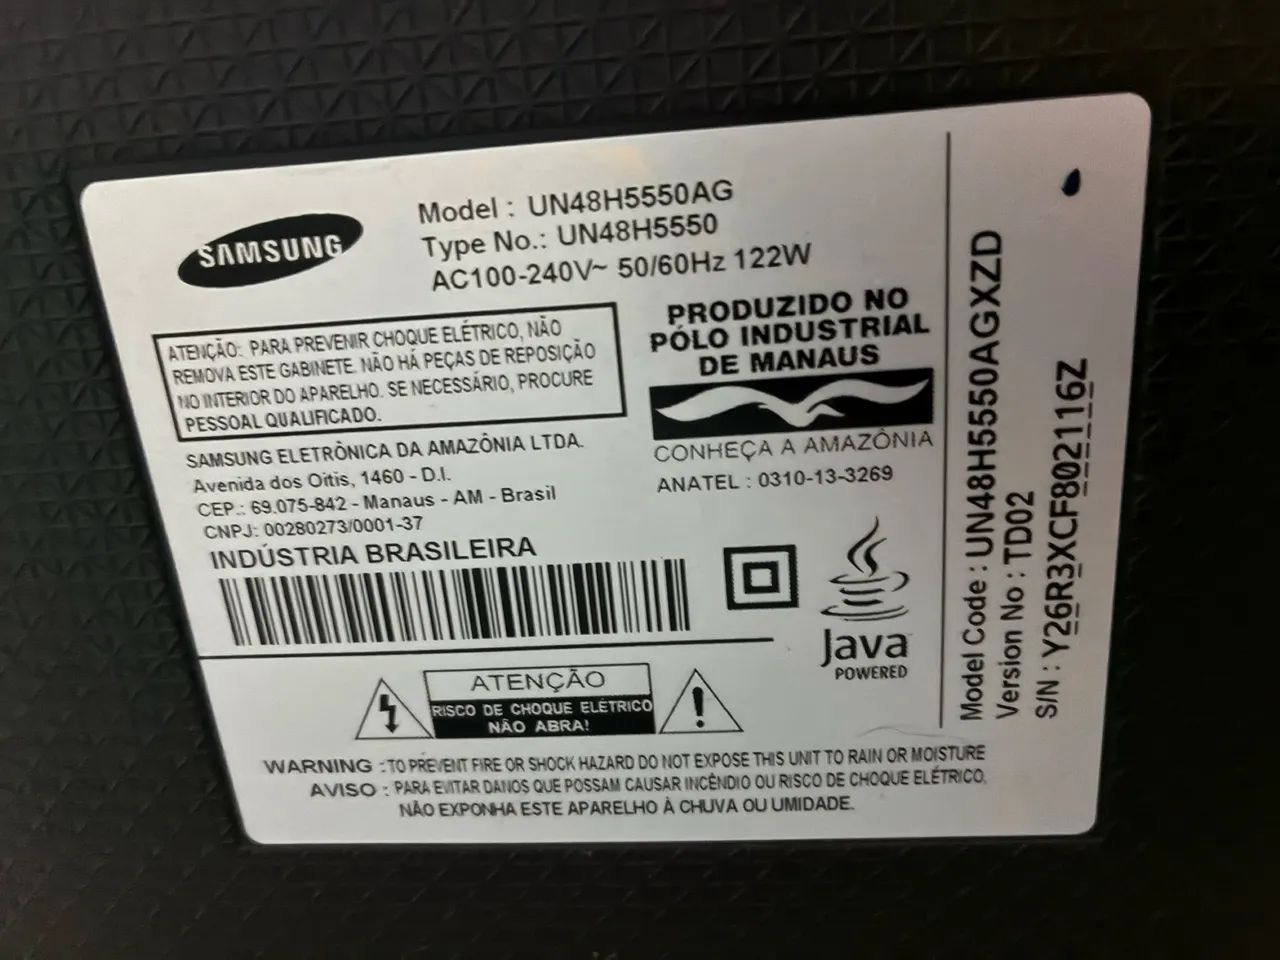 SAMSUNG
Model : UN48H5550AG
Type No.: UN48H5550
AC100-240V~ 50/60Hz 122W
ATENÇÃO: PARA PREVENIR CHOQUE ELÉTRICO, NÃO
REMOVA ESTE GABINETE. NÃO HÁ PEÇAS DE REPOSIÇÃO
NO INTERIOR DO APARELHO. SE NECESSÁRIO, PROCURE
PESSOAL QUALIFICADO.
SAMSUNG ELETRÔNICA DA AMAZÔNIA LTDA.
Avenida dos Oitis, 1460 - D.I.
CEP.: 69.075-842 - Manaus - AM - Brasil
CNPJ: 00280273/0001-37
INDÚSTRIA BRASILEIRA
PRODUZIDO NO
PÓLO INDUSTRIAL
DE MANAUS
CONHEÇA A AMAZÔNIA
ANATEL : 0310-13-3269
Java
POWERED
ATENÇÃO
RISCO DE CHOQUE ELÉTRICO
NÃO ABRA!
WARNING : TO PREVENT FIRE OR SHOCK HAZARD DO NOT EXPOSE THIS UNIT TO RAIN OR MOISTURE
AVISO : PARA EVITAR DANOS QUE POSSAM CAUSAR INCÊNDIO OU RISCO DE CHOQUE ELÉTRICO,
NÃO EXPONHA ESTE APARELHO À CHUVA OU UMIDADE.
Model Code : UN48H5550AGXZD
Version No : TD02
S/N : Y26R3XCF802116Z